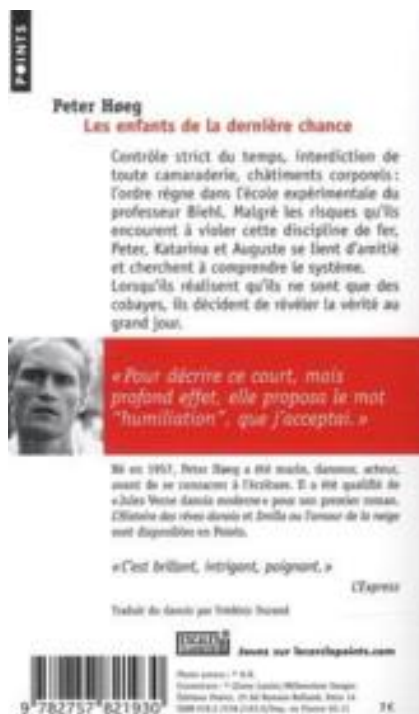 POINTS
Peter Høeg
Les enfants de la dernière chance
Contrôle strict du temps, interdiction de
toute camaraderie, châtiments corporels :
l'ordre règne dans l'école expérimentale du
professeur Biehl. Malgré les risques qu'ils
encourent à violer cette discipline de fer,
Peter, Katarina et Auguste se lient d'amitié
et cherchent à comprendre le système.
Lorsqu'ils réalisent qu'ils ne sont que des
cobayes, ils décident de révéler la vérité au
grand jour.
« Pour décrire ce court, mais
profond effet, elle proposa le mot
"humiliation", que j'acceptai. »
Né en 1957, Peter Høeg a été marin, danseur, acteur,
avant de se consacrer à l'écriture. Il a été qualifié de
« Jules Verne danois moderne » pour son premier roman.
L'Histoire des rêves danois et Smilla ou l'amour de la neige
sont disponibles en Points.
« C'est brillant, intrigant, poignant. »
L'Express
Traduit du danois par Frédéric Durand
Jouez sur lecerclepoints.com
9 782757 821930
7€